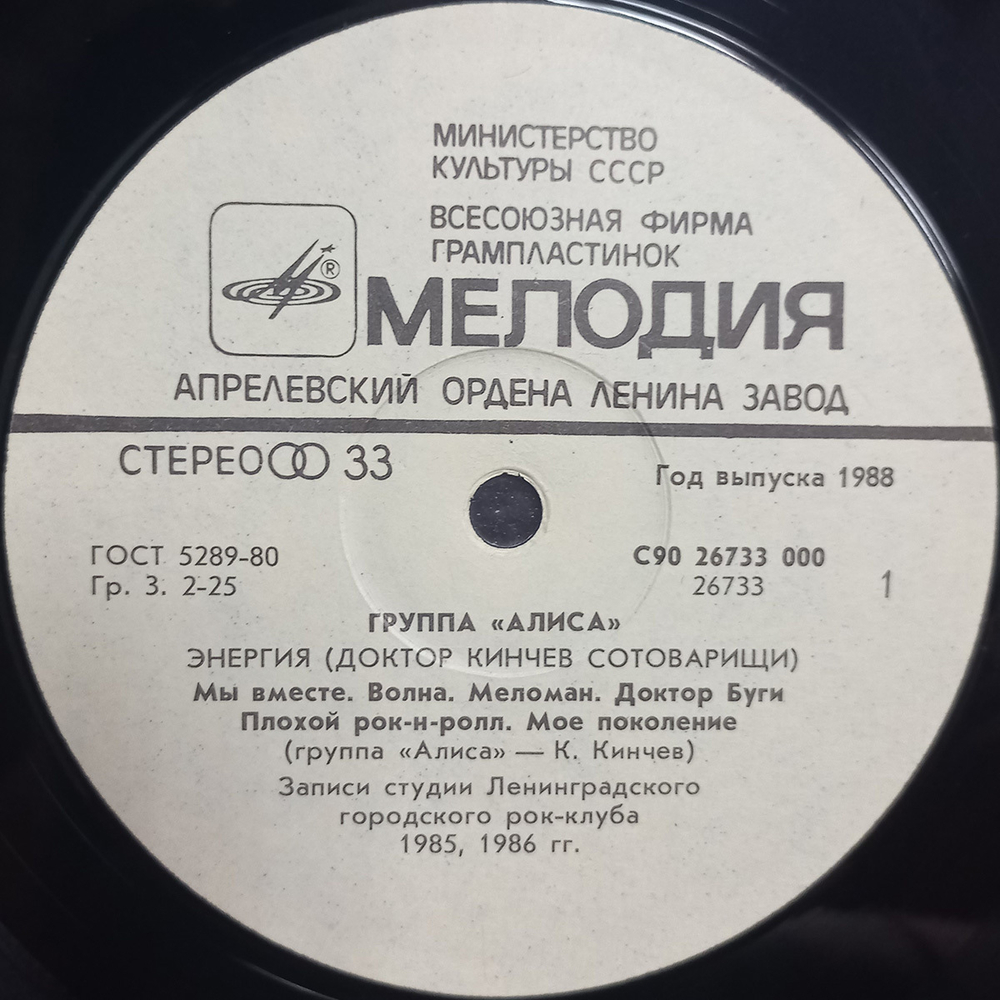 МИНИСТЕРСТВО
КУЛЬТУРЫ СССР
ВСЕСОЮЗНАЯ ФИРМА
ГРАМПЛАСТИНОК
®
МЕЛОДИЯ
АПРЕЛЕВСКИЙ ОРДЕНА ЛЕНИНА ЗАВОД
СТЕРЕО 33
Год выпуска 1988
ГОСТ 5289-80
С90 26733 000
Гр. 3. 2-25
26733
1
ГРУППА «АЛИСА»
ЭНЕРГИЯ (ДОКТОР КИНЧЕВ СОТОВАРИЩИ)
Мы вместе. Волна. Меломан. Доктор Буги
Плохой рок-н-ролл. Мое поколение
(группа «Алиса» — К. Кинчев)
Записи студии Ленинградского
городского рок-клуба
1985, 1986 гг.